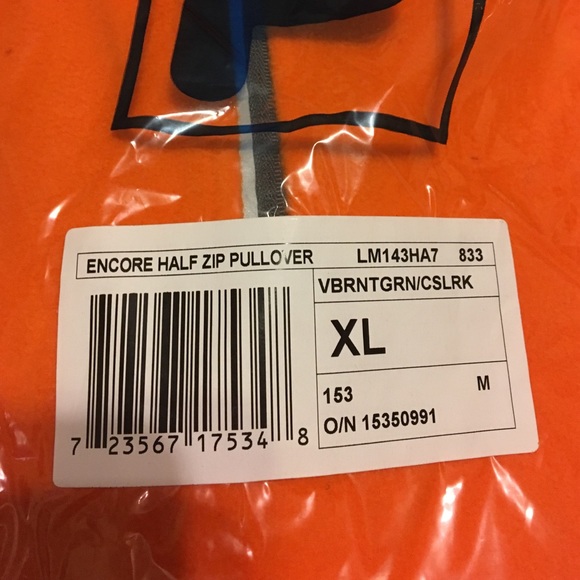 ENCORE HALF ZIP PULLOVER LM143HA7 833
VBRNTGRN/CSLRK
XL
153 M
O/N 15350991
7 23567 17534 8